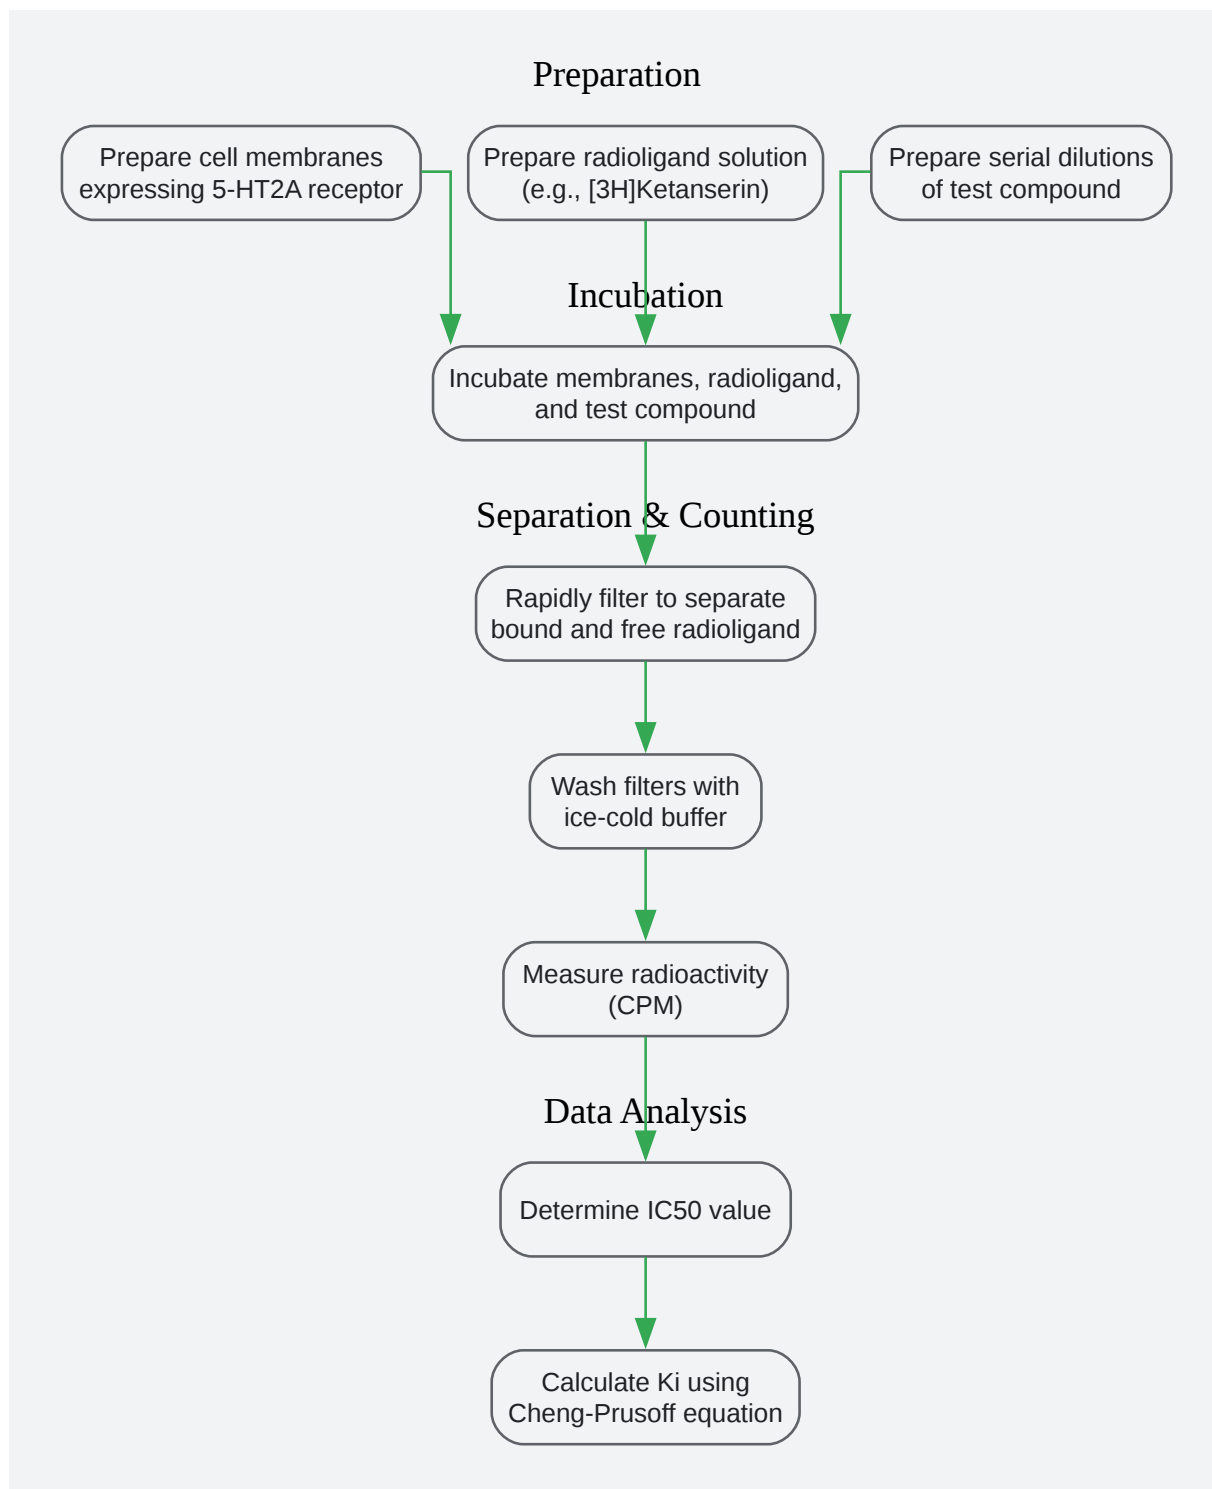 Preparation
Prepare cell membranes
expressing 5-HT2A receptor
Prepare radioligand solution
(e.g., [3H]Ketanserin)
Prepare serial dilutions
of test compound
Incubation
Incubate membranes, radioligand,
and test compound
Separation & Counting
Rapidly filter to separate
bound and free radioligand
Wash filters with
ice-cold buffer
Measure radioactivity
(CPM)
Data Analysis
Determine IC50 value
Calculate Ki using
Cheng-Prusoff equation